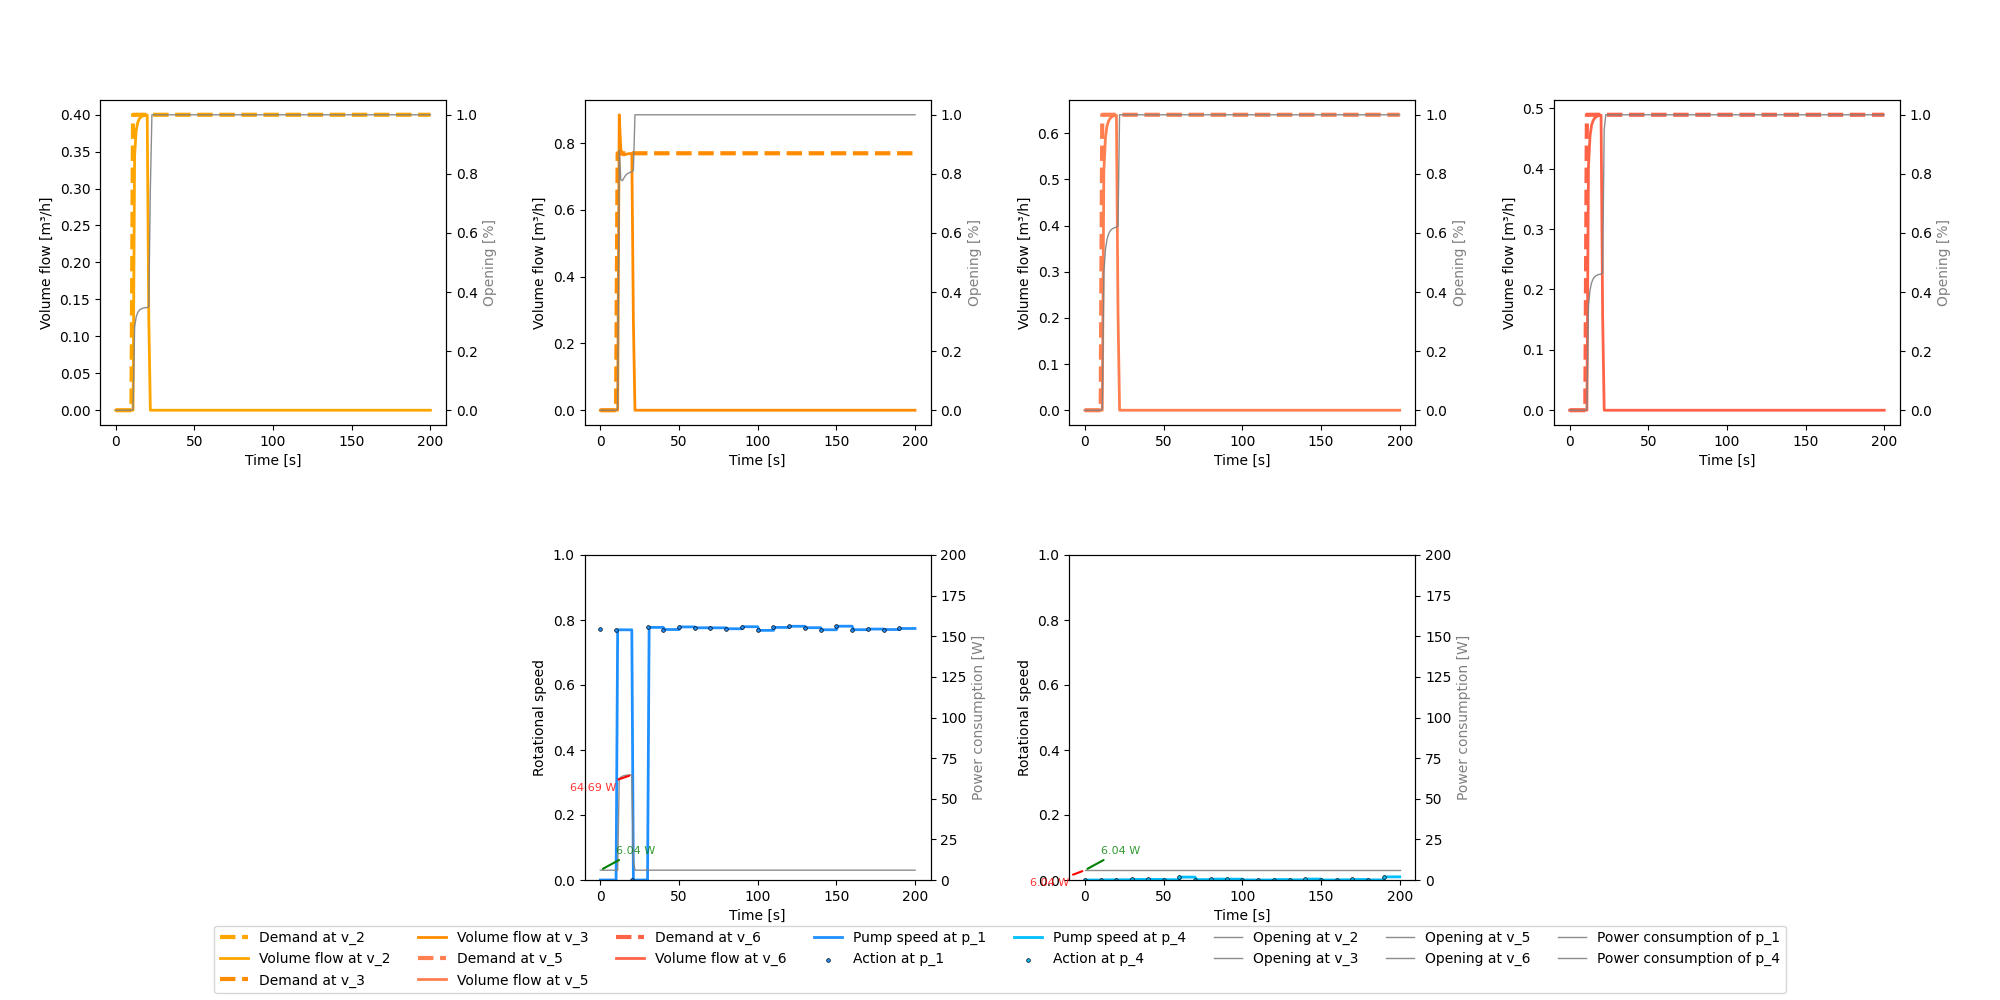 0.40
0.35
0.30
0.25
0.20
0.15
0.10
0.05
0.00
Volume flow [m³/h]
0 50 100 150 200
Time [s]
1.0
0.8
0.6
0.4
0.2
0.0
Opening [%]
0.8
0.6
0.4
0.2
0.0
Volume flow [m³/h]
0 50 100 150 200
Time [s]
1.0
0.8
0.6
0.4
0.2
0.0
Opening [%]
0.6
0.5
0.4
0.3
0.2
0.1
0.0
Volume flow [m³/h]
0 50 100 150 200
Time [s]
1.0
0.8
0.6
0.4
0.2
0.0
Opening [%]
0.5
0.4
0.3
0.2
0.1
0.0
Volume flow [m³/h]
0 50 100 150 200
Time [s]
1.0
0.8
0.6
0.4
0.2
0.0
Opening [%]
1.0
0.8
0.6
0.4
0.2
0.0
Rotational speed
64.69 W
6.04 W
0 50 100 150 200
Time [s]
200
175
150
125
100
75
50
25
0
Power consumption [W]
1.0
0.8
0.6
0.4
0.2
0.0
Rotational speed
6.04 W
6.04 W
0 50 100 150 200
Time [s]
200
175
150
125
100
75
50
25
0
Power consumption [W]
Demand at v_2
Volume flow at v_2
Demand at v_3
Volume flow at v_3
Demand at v_5
Volume flow at v_5
Demand at v_6
Volume flow at v_6
Pump speed at p_1
Action at p_1
Pump speed at p_4
Action at p_4
Opening at v_2
Opening at v_3
Opening at v_5
Opening at v_6
Power consumption of p_1
Power consumption of p_4